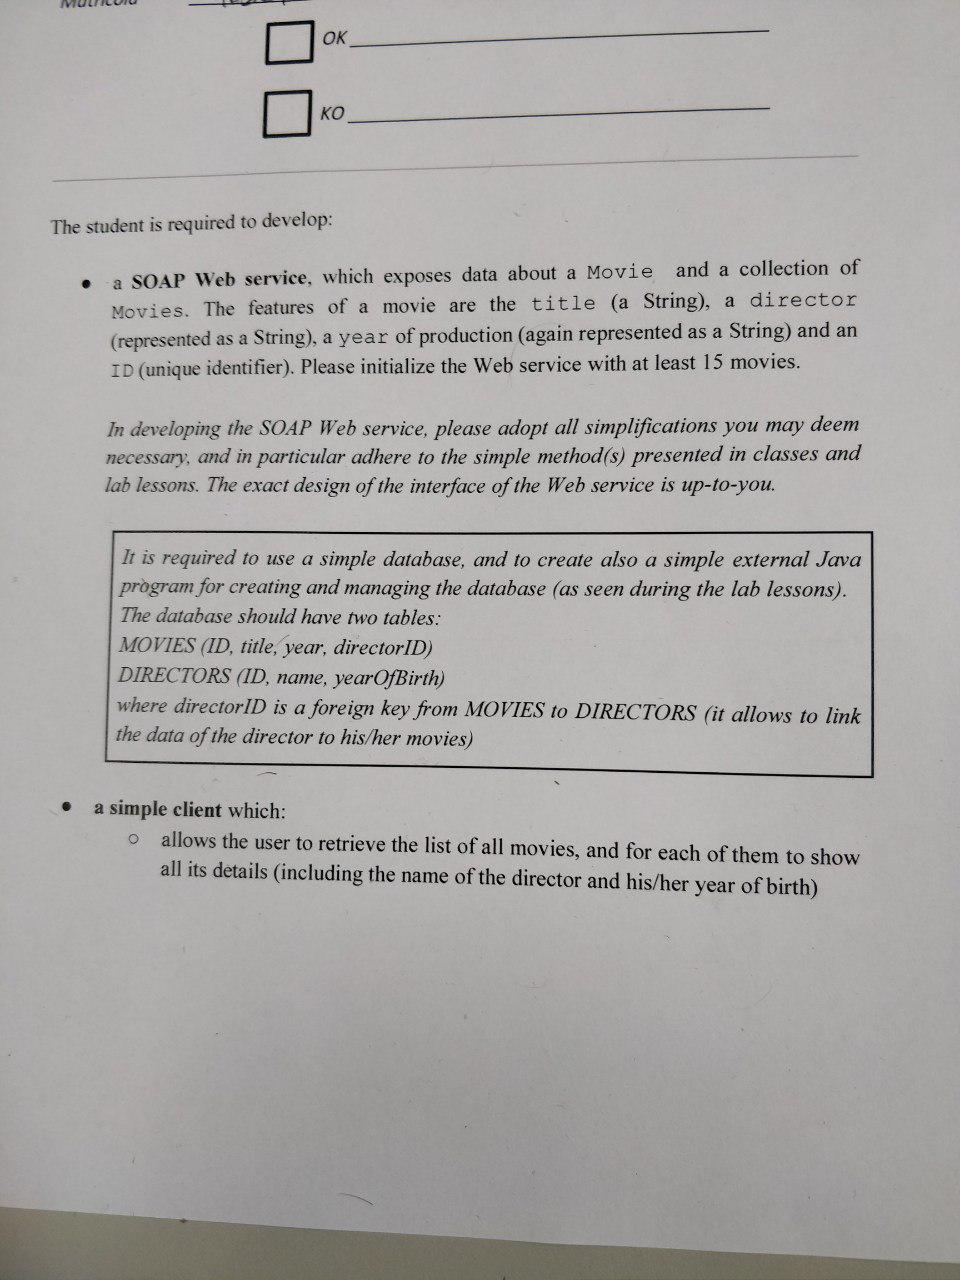 Matricola
OK
KO
The student is required to develop:
• a SOAP Web service, which exposes data about a Movie and a collection of
Movies. The features of a movie are the title (a String), a director
(represented as a String), a year of production (again represented as a String) and an
ID (unique identifier). Please initialize the Web service with at least 15 movies.
In developing the SOAP Web service, please adopt all simplifications you may deem
necessary, and in particular adhere to the simple method(s) presented in classes and
lab lessons. The exact design of the interface of the Web service is up-to-you.
It is required to use a simple database, and to create also a simple external Java
program for creating and managing the database (as seen during the lab lessons).
The database should have two tables:
MOVIES (ID, title, year, directorID)
DIRECTORS (ID, name, yearOfBirth)
where directorID is a foreign key from MOVIES to DIRECTORS (it allows to link
the data of the director to his/her movies)
• a simple client which:
○ allows the user to retrieve the list of all movies, and for each of them to show
all its details (including the name of the director and his/her year of birth)